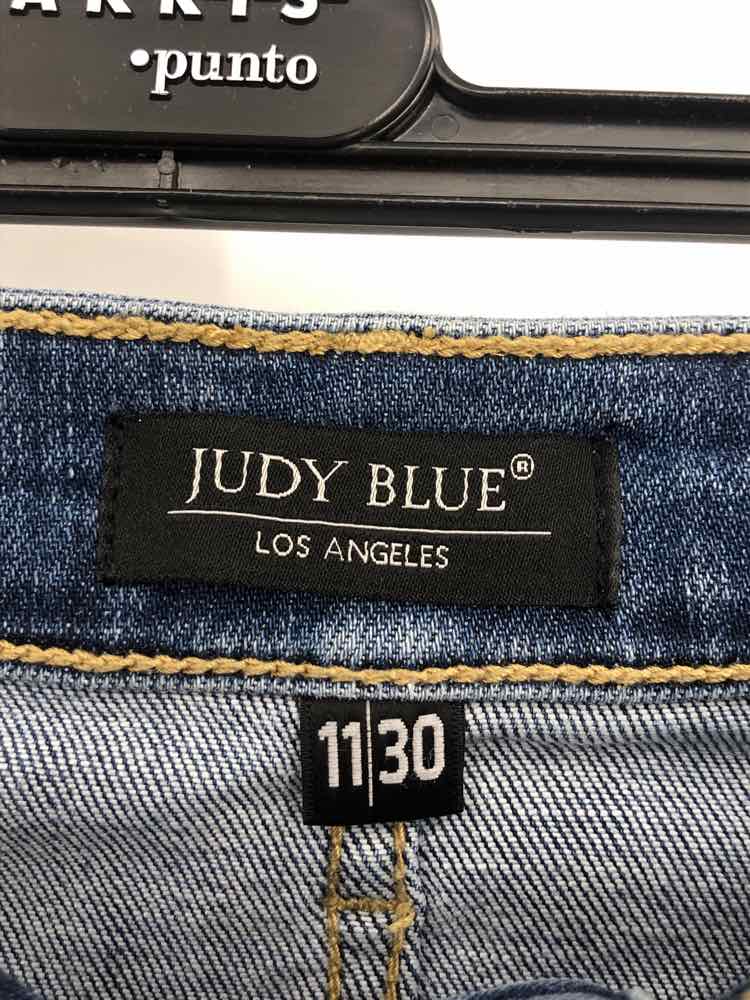 •punto
JUDY BLUE®
LOS ANGELES
11|30